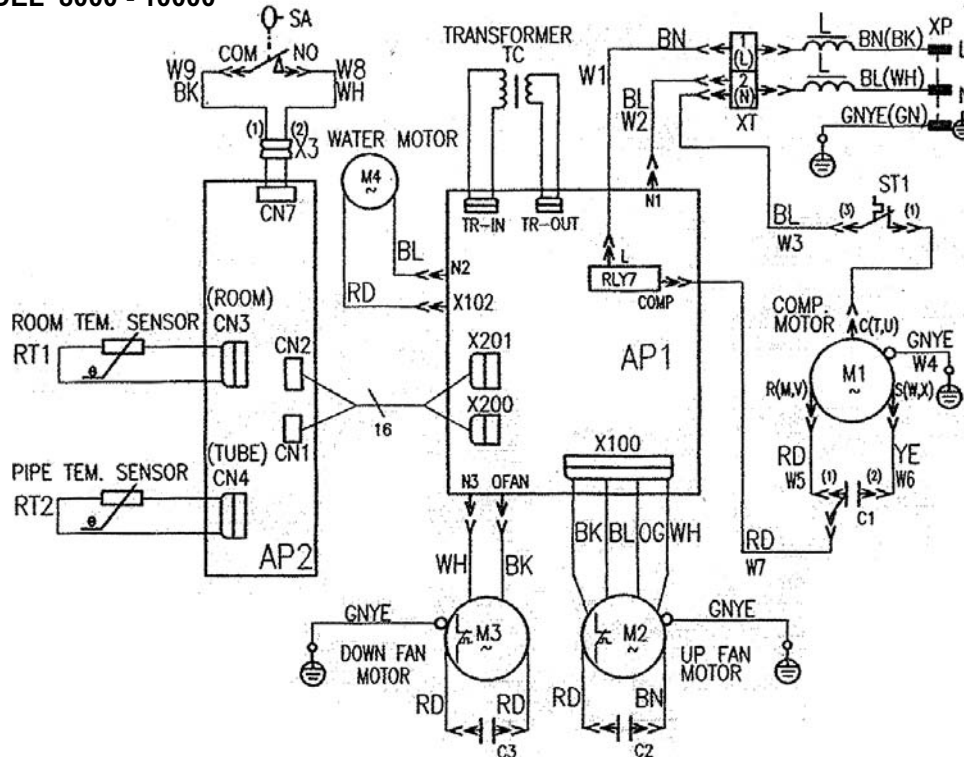 DEL 8000 - 10000
SA
COM NO
W9
BK
W8
WH
(1) (2)
X3
CN7
WATER MOTOR
M4
~
BL
RD
TRANSFORMER
TC
TR-IN TR-OUT
W1
BN
BL
W2
N1
1
(L)
2
(N)
XT
L
BN(BK)
L
BL(WH)
GNYE(GN)
XP
L
N
ST1
(3) (1)
BL
W3
N2
X102
L
RLY7
COMP
AP1
X201
X200
X100
N3 OFAN
ROOM TEM. SENSOR
RT1
θ
(ROOM)
CN3
CN2
CN1
16
PIPE TEM. SENSOR
RT2
θ
(TUBE)
CN4
AP2
COMP.
MOTOR
C(T,U)
GNYE
W4
M1
~
R(M,V)
S(W,X)
RD
W5
YE
W6
(1) (2)
C1
RD
W7
WH BK
BK BL OG WH
GNYE
M3
~
DOWN FAN
MOTOR
RD RD
C3
M2
~
GNYE
UP FAN
MOTOR
RD BN
C2